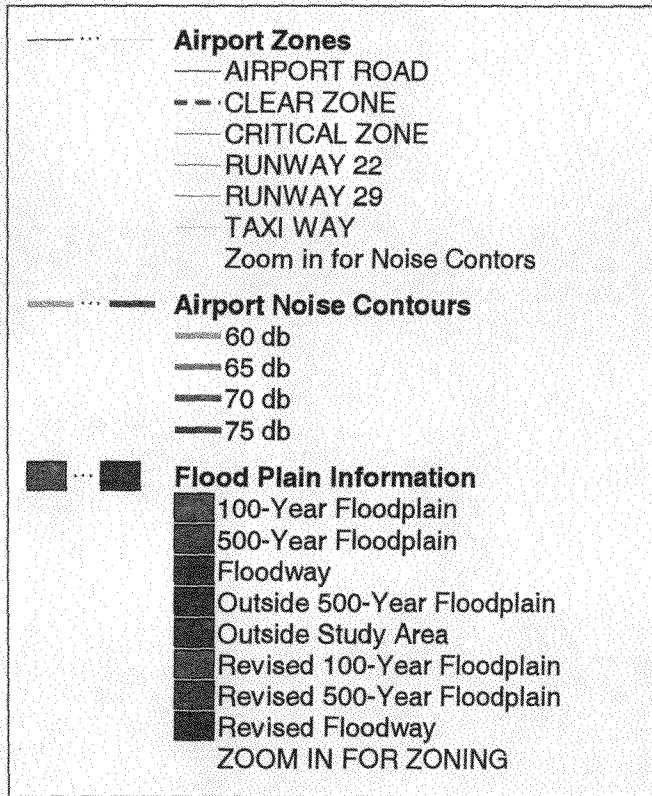 Airport Zones
AIRPORT ROAD
CLEAR ZONE
CRITICAL ZONE
RUNWAY 22
RUNWAY 29
TAXI WAY
Zoom in for Noise Contors
Airport Noise Contours
60 db
65 db
70 db
75 db
Flood Plain Information
100-Year Floodplain
500-Year Floodplain
Floodway
Outside 500-Year Floodplain
Outside Study Area
Revised 100-Year Floodplain
Revised 500-Year Floodplain
Revised Floodway
ZOOM IN FOR ZONING